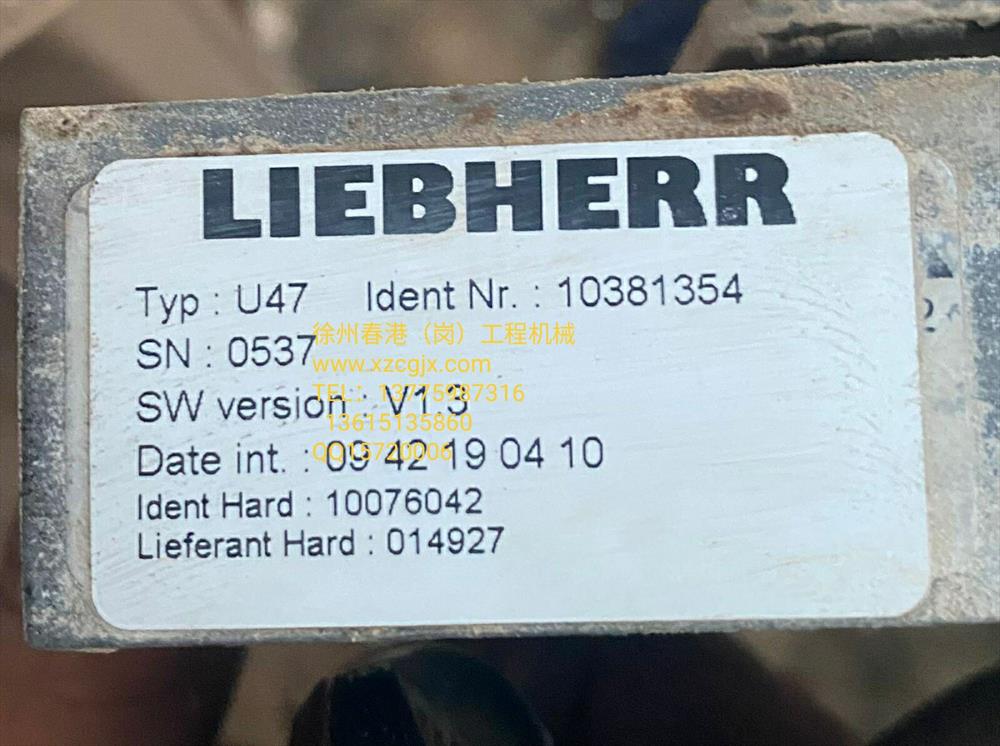 LIEBHERR
Typ : U47 Ident Nr. : 10381354
SN : 0537
徐州春港（岗）工程机械
www.xzcgjx.com
TEL：13775987316
SW version : V1.3
13615135860
QQ15720006
Date int. : 09 42 19 04 10
Ident Hard : 10076042
Lieferant Hard : 014927